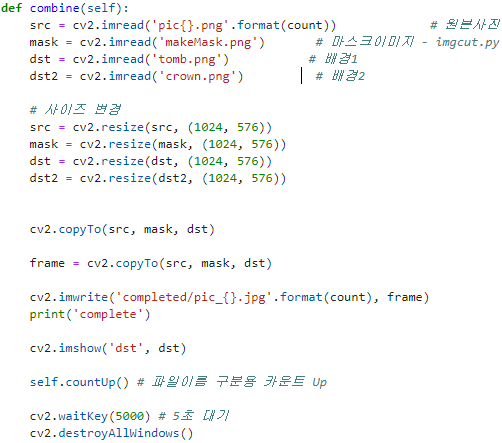 def combine(self):
    src = cv2.imread('pic{}.png'.format(count))             # 원본사진
    mask = cv2.imread('makeMask.png')       # 마스크이미지 - imgcut.py
    dst = cv2.imread('tomb.png')           # 배경1
    dst2 = cv2.imread('crown.png')          # 배경2
    # 사이즈 변경
    src = cv2.resize(src, (1024, 576))
    mask = cv2.resize(mask, (1024, 576))
    dst = cv2.resize(dst, (1024, 576))
    dst2 = cv2.resize(dst2, (1024, 576))
    cv2.copyTo(src, mask, dst)
    frame = cv2.copyTo(src, mask, dst)
    cv2.imwrite('completed/pic_{}.jpg'.format(count), frame)
    print('complete')
    cv2.imshow('dst', dst)
    self.countUp() # 파일이름 구분용 카운트 Up
    cv2.waitKey(5000) # 5초 대기
    cv2.destroyAllWindows()